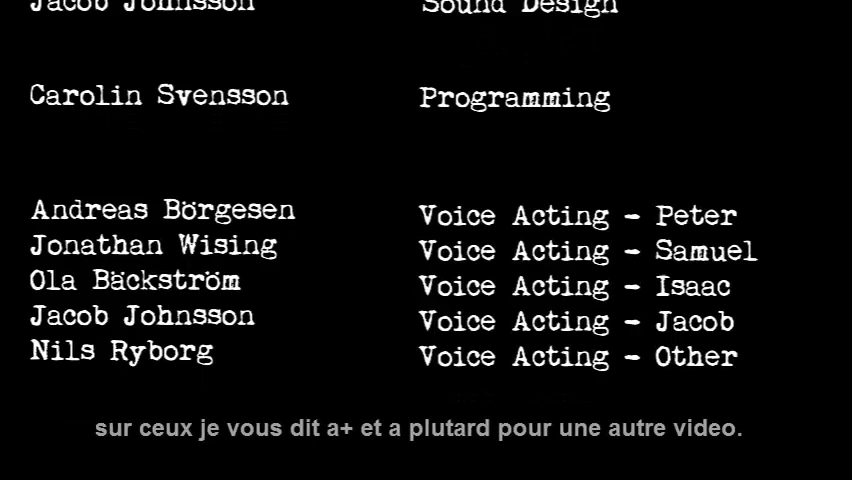 Jacob Johnsson Sound Design
Carolin Svensson Programming
Andreas Börgesen Voice Acting - Peter
Jonathan Wising Voice Acting - Samuel
Ola Bäckström Voice Acting - Isaac
Jacob Johnsson Voice Acting - Jacob
Nils Ryborg Voice Acting - Other
sur ceux je vous dit a+ et a plutard pour une autre video.